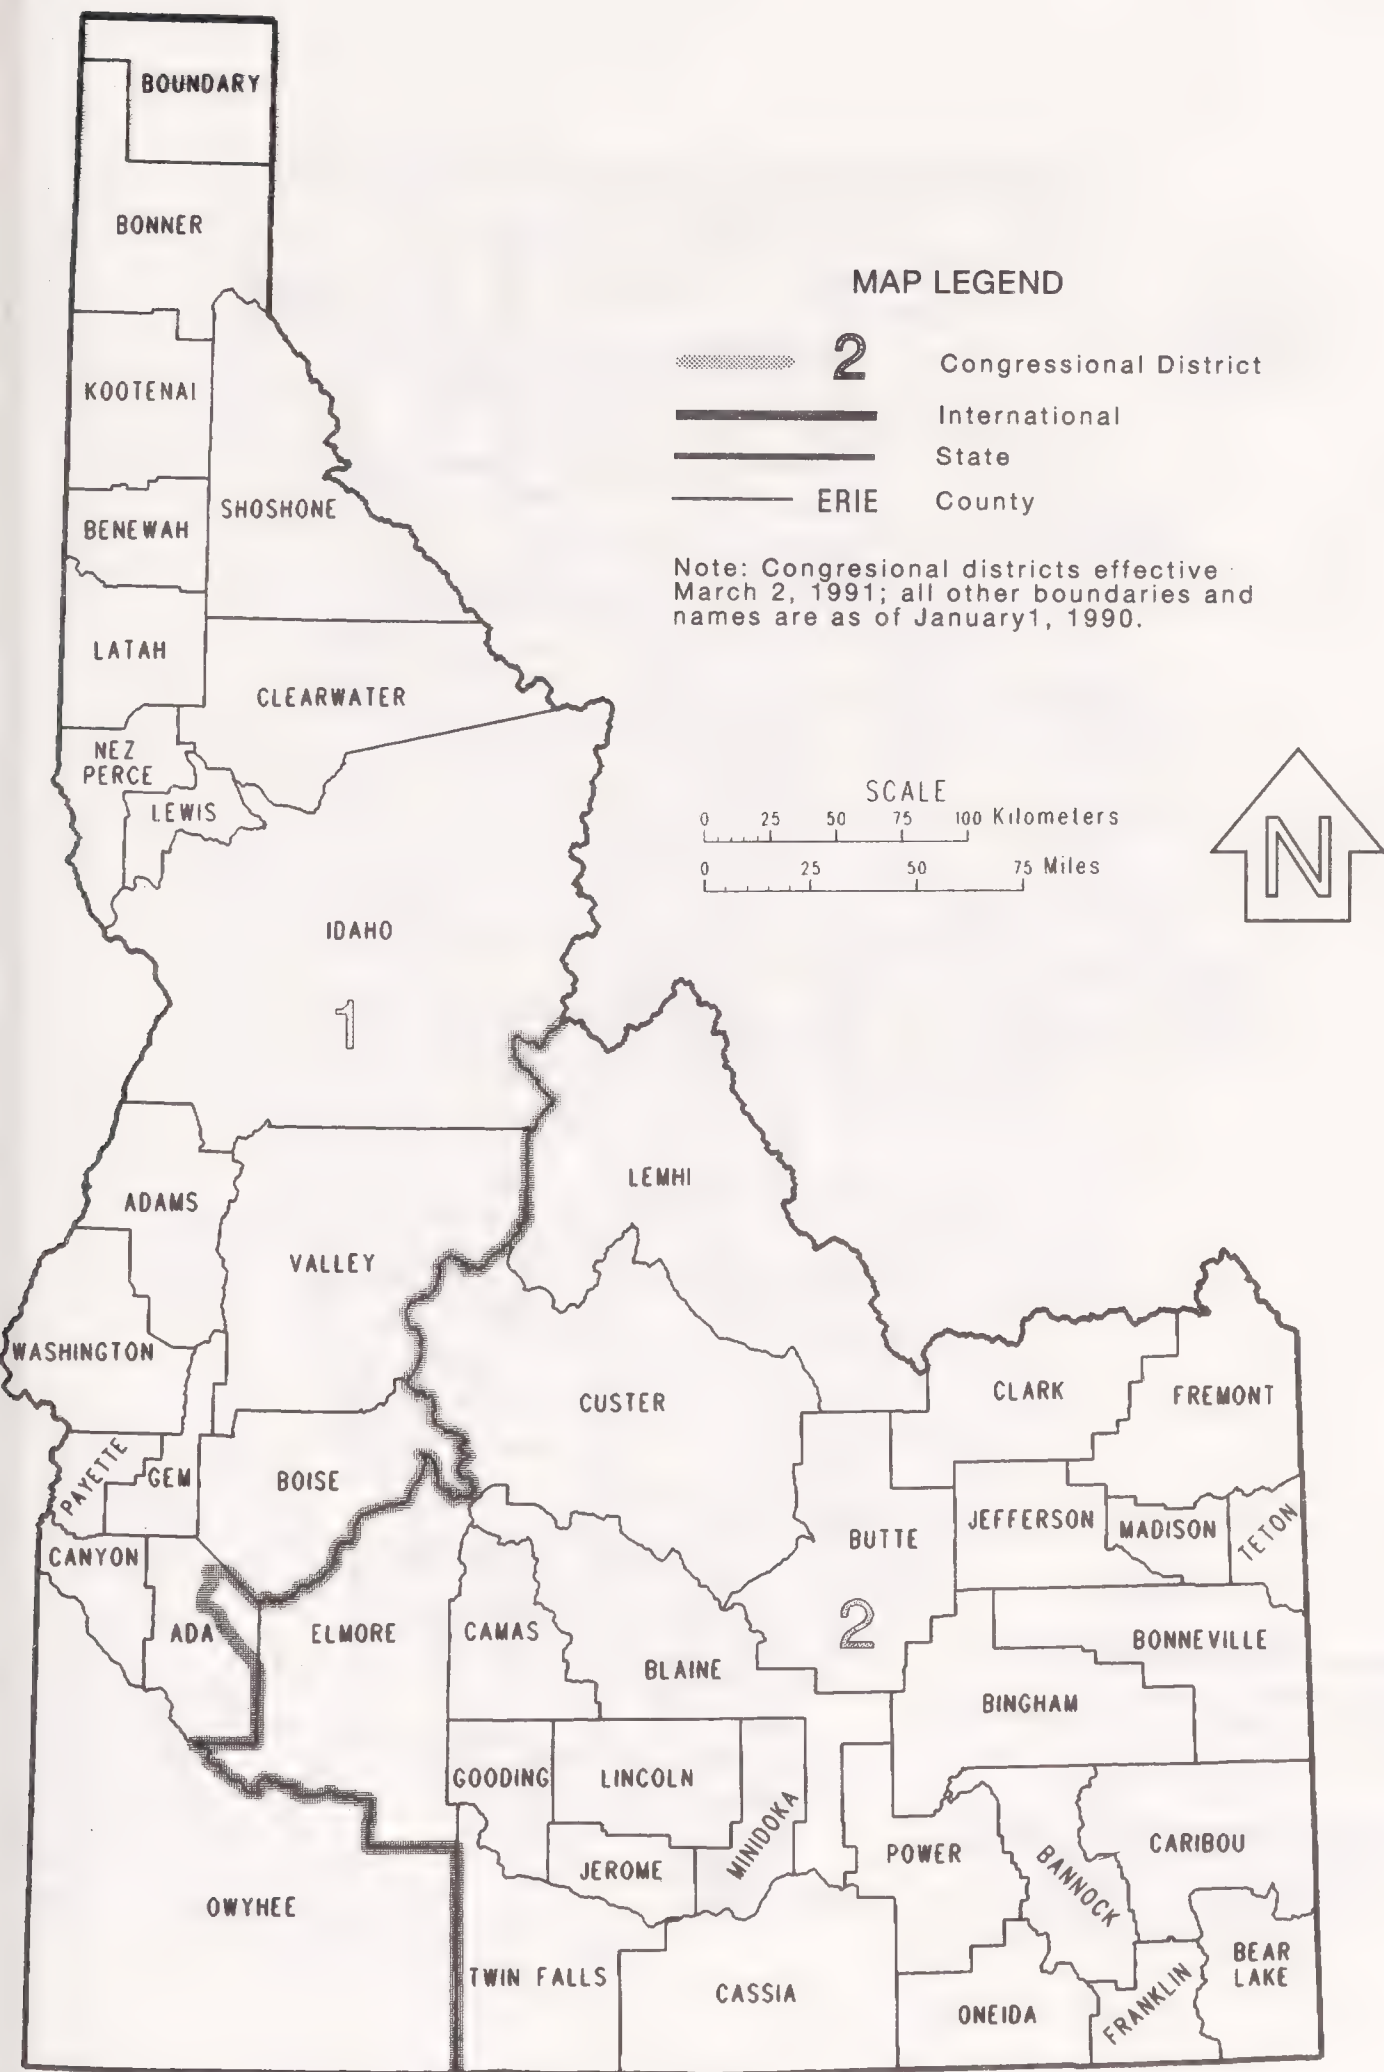 BOUNDARY
BONNER
MAP LEGEND
2 Congressional District
International
State
ERIE County
Note: Congresional districts effective
March 2, 1991; all other boundaries and
names are as of January1, 1990.
KOOTENAI
SHOSHONE
BENEWAH
LATAH
CLEARWATER
NEZ
PERCE
LEWIS
SCALE
0 25 50 75 100 Kilometers
0 25 50 75 Miles
N
IDAHO
1
LEMHI
ADAMS
VALLEY
WASHINGTON
CUSTER
CLARK
FREMONT
PAYETTE
GEM
BOISE
BUTTE
JEFFERSON
MADISON
TETON
CANYON
ADA
ELMORE
CAMAS
2
BLAINE
BONNEVILLE
BINGHAM
GOODING
LINCOLN
MINIDOKA
JEROME
POWER
BANNOCK
CARIBOU
OWYHEE
TWIN FALLS
CASSIA
ONEIDA
FRANKLIN
BEAR
LAKE